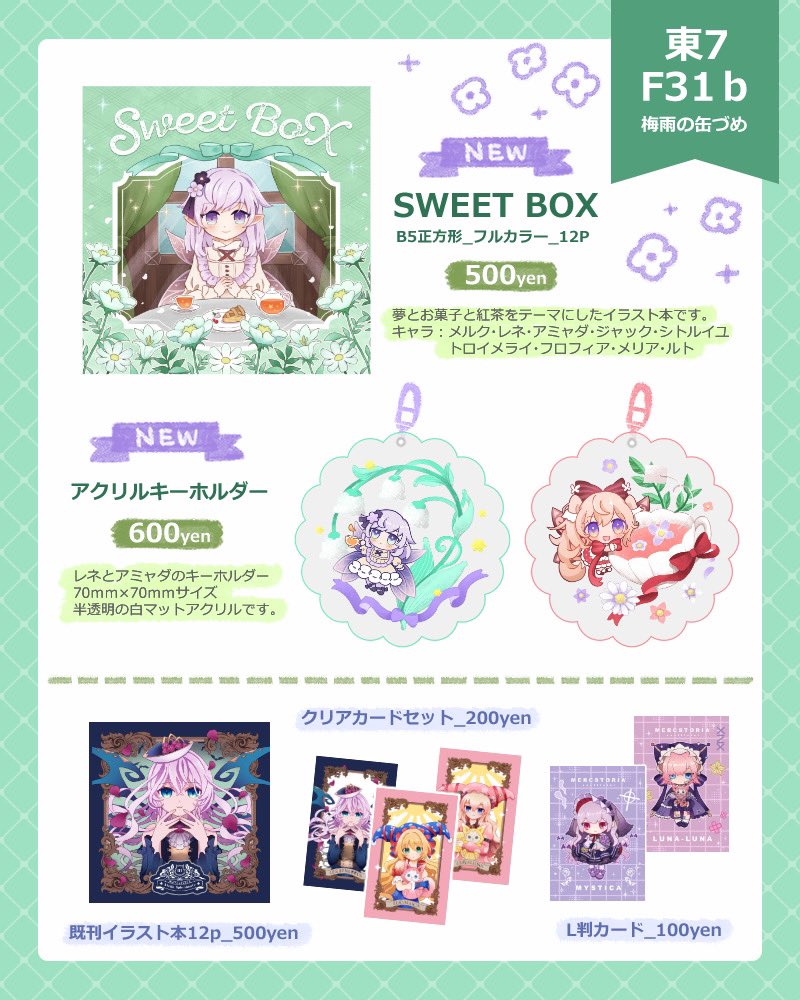 東7
F31b
梅雨の缶づめ
Sweet Box
NEW
SWEET BOX
B5正方形_フルカラー_12P
500yen
夢とお菓子と紅茶をテーマにしたイラスト本です。
キャラ：メルク・レネ・アミャダ・ジャック・シトルイユ
トロイメライ・フロフィア・メリア・ルト
NEW
アクリルキーホルダー
600yen
レネとアミャダのキーホルダー
70mm×70mmサイズ
半透明の白マットアクリルです。
クリアカードセット_200yen
MERCSTORIA
LUNA-LUNA
MERCSTORIA
MYSTICA
既刊イラスト本12p_500yen
L判カード_100yen